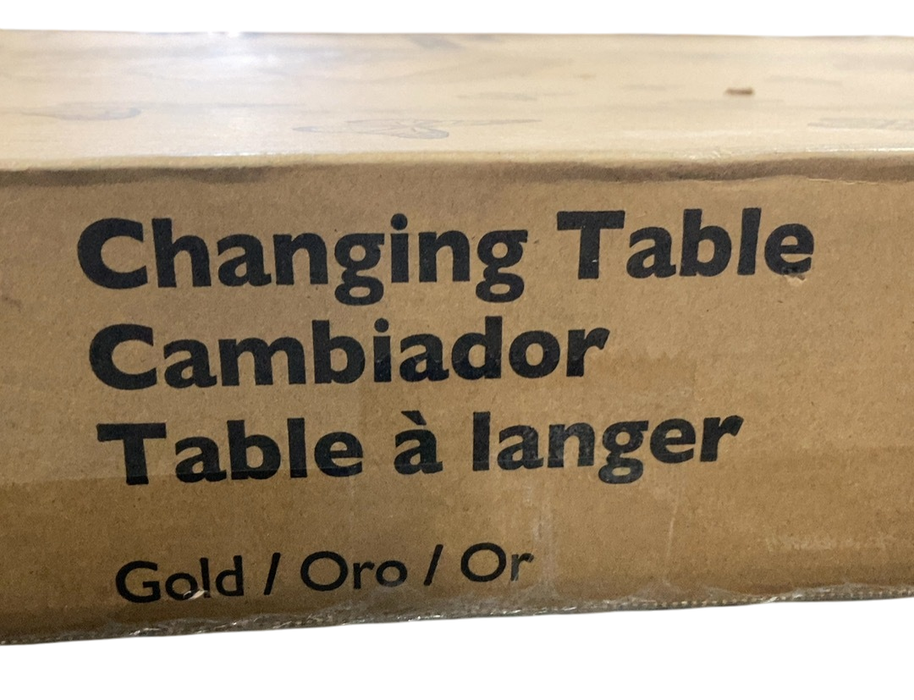 Changing Table
Cambiador
Table à langer
Gold / Oro / Or